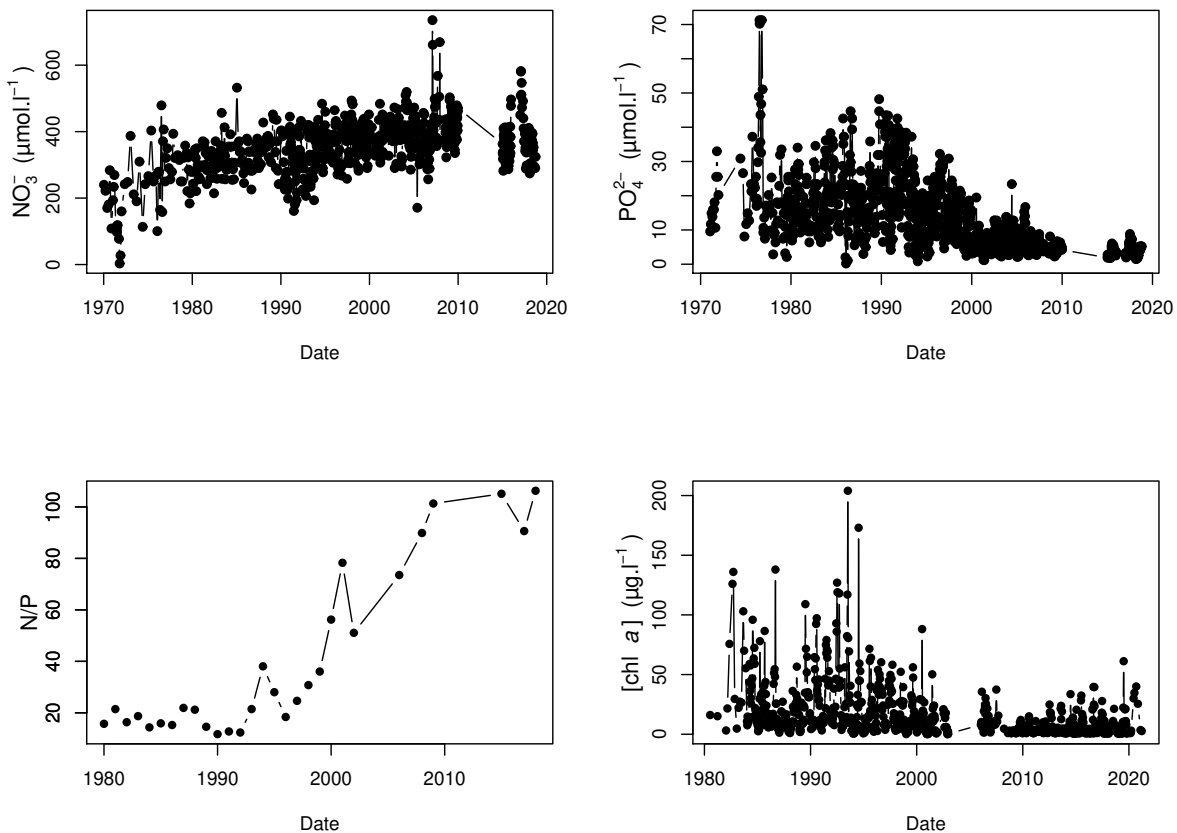 NO₃⁻ (µmol.l⁻¹)
600
400
200
0
1970 1980 1990 2000 2010 2020
Date
PO₄²⁻ (µmol.l⁻¹)
70
50
30
10
0
1970 1980 1990 2000 2010 2020
Date
N/P
100
80
60
40
20
1980 1990 2000 2010
Date
[chl a] (µg.l⁻¹)
200
150
100
50
0
1980 1990 2000 2010 2020
Date